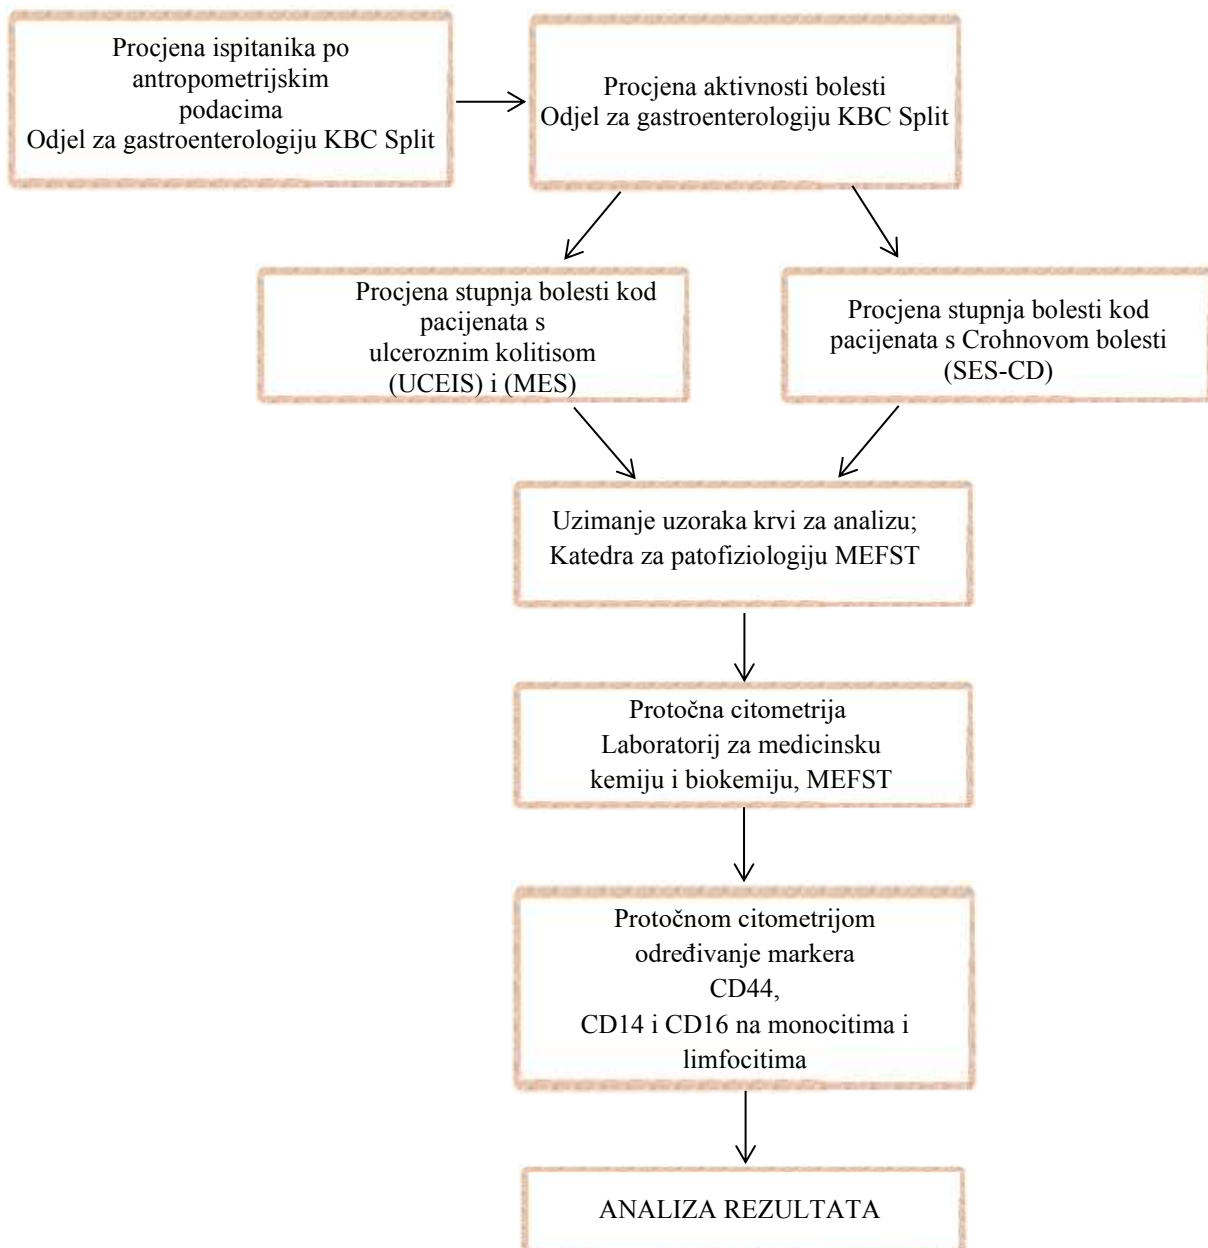 Procjena ispitanika po
antropometrijskim
podacima
Odjel za gastroenterologiju KBC Split
Procjena aktivnosti bolesti
Odjel za gastroenterologiju KBC Split
Procjena stupnja bolesti kod
pacijenata s
ulceroznim kolitisom
(UCEIS) i (MES)
Procjena stupnja bolesti kod
pacijenata s Crohnovom bolesti
(SES-CD)
Uzimanje uzoraka krvi za analizu;
Katedra za patofiziologiju MEFST
Protočna citometrija
Laboratorij za medicinsku
kemiju i biokemiju, MEFST
Protočnom citometrijom
određivanje markera
CD44,
CD14 i CD16 na monocitima i
limfocitima
ANALIZA REZULTATA